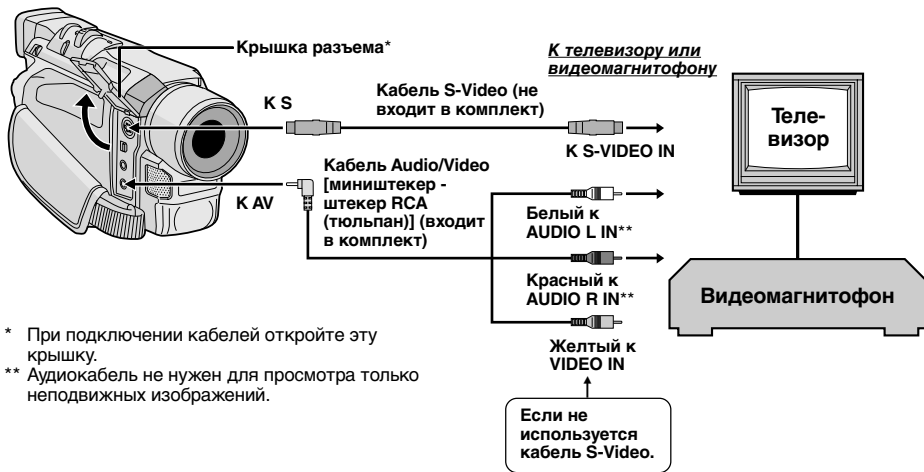 Крышка разъема*
К телевизору или
видеомагнитофону
К S
Кабель S-Video (не
входит в комплект)
К S-VIDEO IN
Теле-
визор
К AV
Кабель Audio/Video
[миништекер -
штекер RCA
(тюльпан)] (входит
в комплект)
Белый к
AUDIO L IN**
Красный к
AUDIO R IN**
Видеомагнитофон
Желтый к
VIDEO IN
Если не
используется
кабель S-Video.
* При подключении кабелей откройте эту
крышку.
** Аудиокабель не нужен для просмотра только
неподвижных изображений.